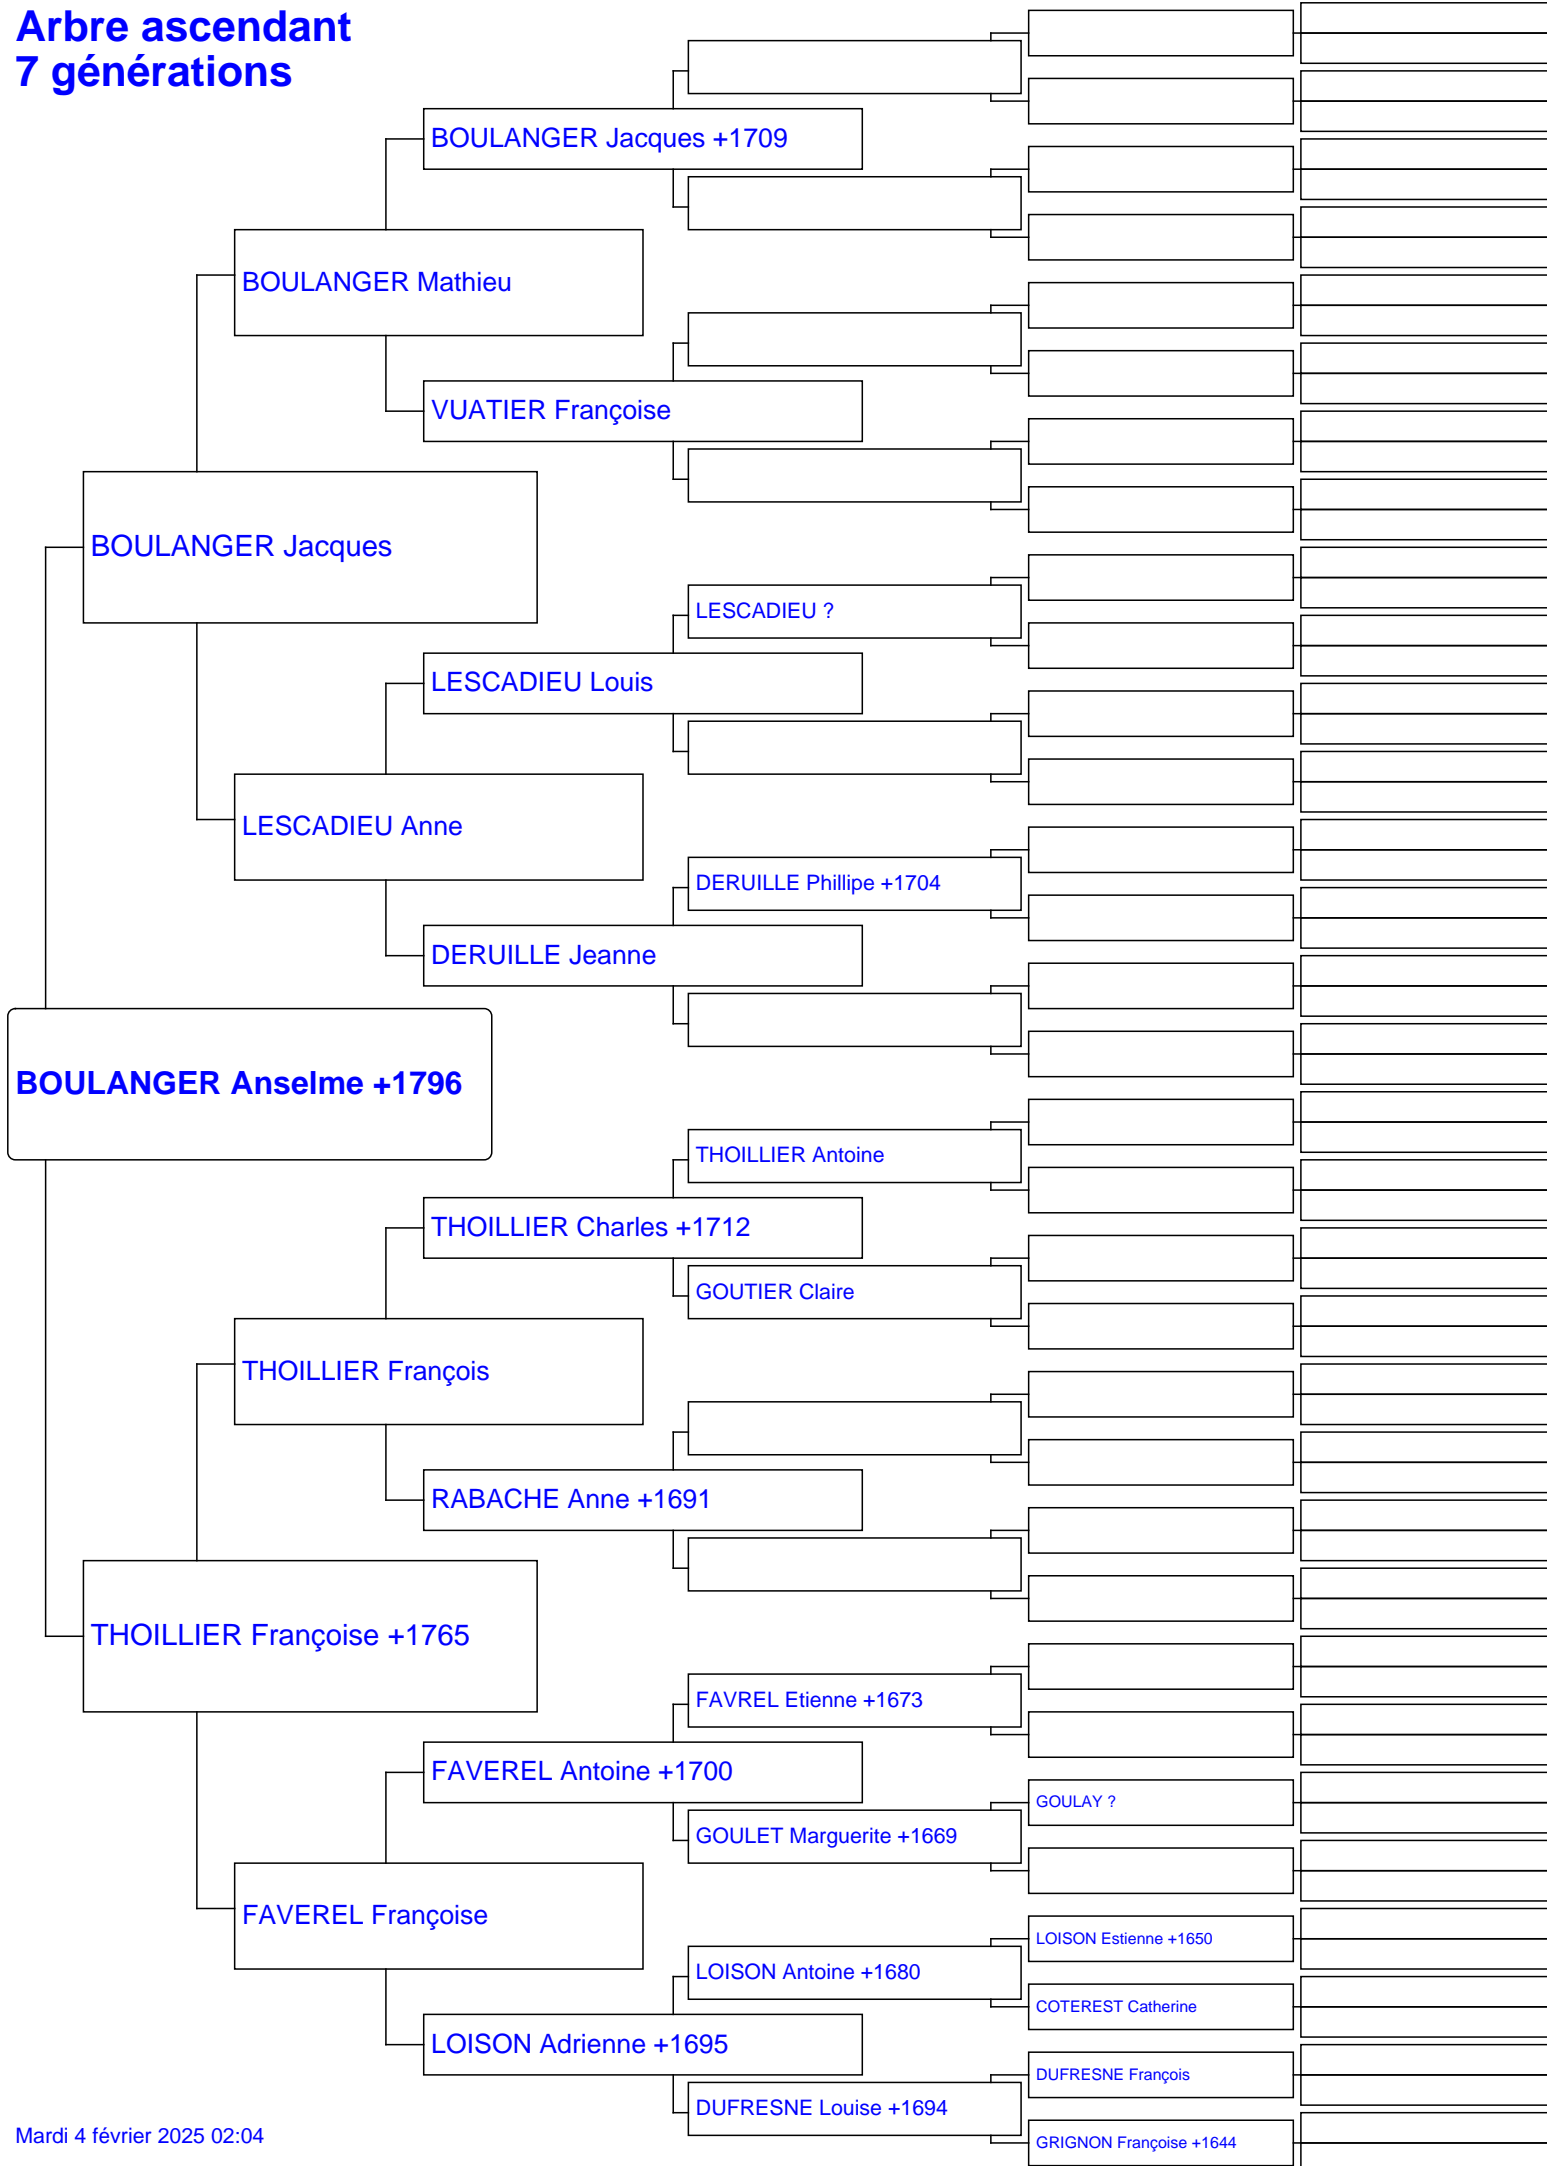 Arbre ascendant
7 générations
BOULANGER Jacques +1709
BOULANGER Mathieu
VUATIER Françoise
BOULANGER Jacques
LESCADIEU ?
LESCADIEU Louis
LESCADIEU Anne
DERUILLE Phillipe +1704
DERUILLE Jeanne
BOULANGER Anselme +1796
THOILLIER Antoine
THOILLIER Charles +1712
GOUTIER Claire
THOILLIER François
RABACHE Anne +1691
THOILLIER Françoise +1765
FAVREL Etienne +1673
FAVEREL Antoine +1700
GOULAY ?
GOULET Marguerite +1669
FAVEREL Françoise
LOISON Estienne +1650
LOISON Antoine +1680
COTEREST Catherine
LOISON Adrienne +1695
DUFRESNE François
DUFRESNE Louise +1694
GRIGNON Françoise +1644
Mardi 4 février 2025 02:04